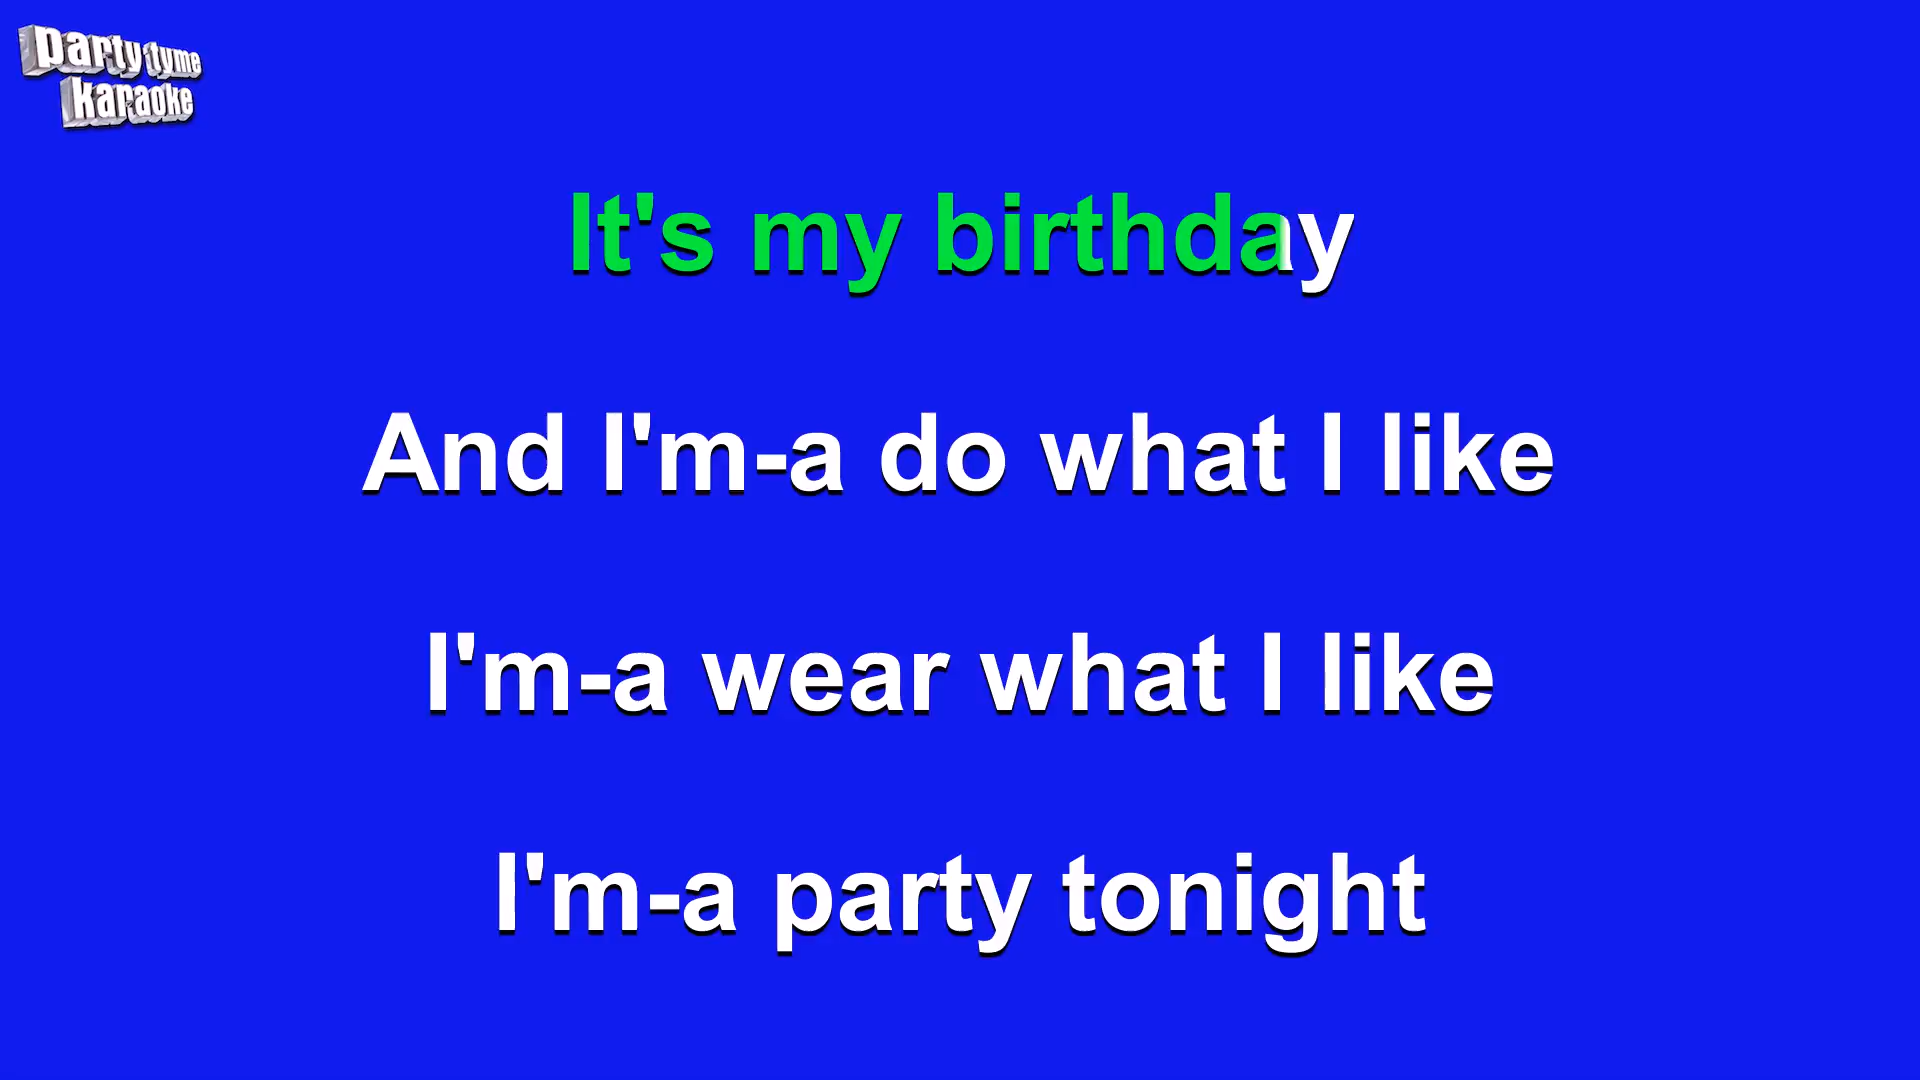 party tyme
karaoke
It's my birthday
And I'm-a do what I like
I'm-a wear what I like
I'm-a party tonight